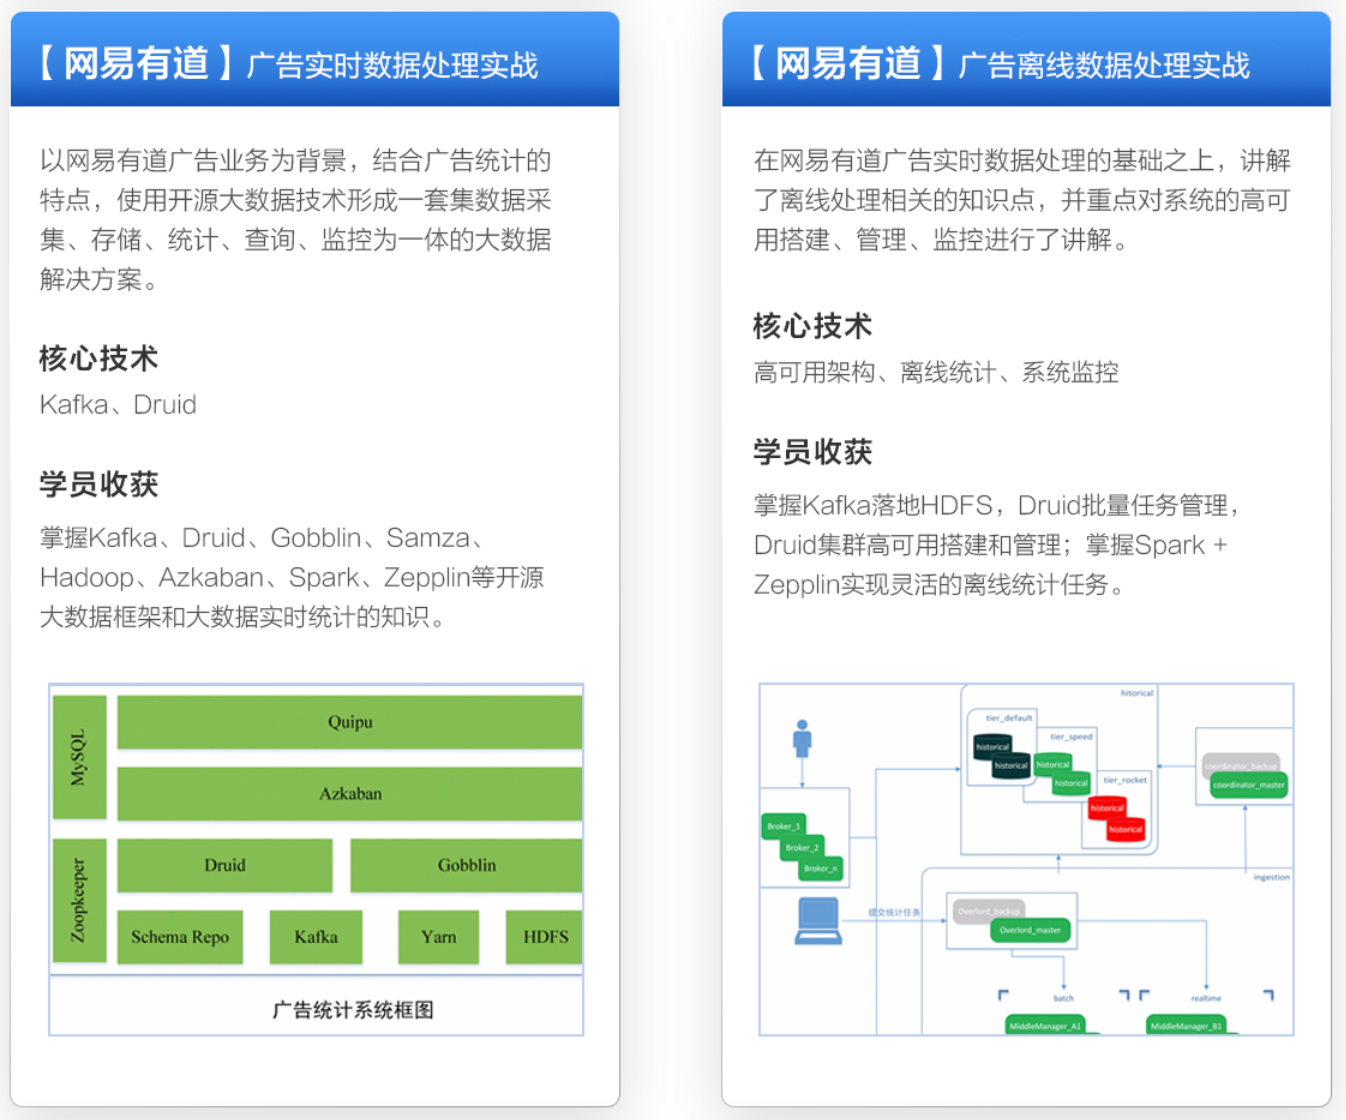 【网易有道】广告实时数据处理实战
以网易有道广告业务为背景，结合广告统计的
特点，使用开源大数据技术形成一套集数据采
集、存储、统计、查询、监控为一体的大数据
解决方案。
核心技术
Kafka、Druid
学员收获
掌握Kafka、Druid、Gobblin、Samza、
Hadoop、Azkaban、Spark、Zepplin等开源
大数据框架和大数据实时统计的知识。
MySQL
Quipu
Azkaban
Zoopkeeper
Druid
Gobblin
Schema Repo
Kafka
Yarn
HDFS
广告统计系统框图
【网易有道】广告离线数据处理实战
在网易有道广告实时数据处理的基础之上，讲解
了离线处理相关的知识点，并重点对系统的高可
用搭建、管理、监控进行了讲解。
核心技术
高可用架构、离线统计、系统监控
学员收获
掌握Kafka落地HDFS，Druid批量任务管理，
Druid集群高可用搭建和管理；掌握Spark +
Zepplin实现灵活的离线统计任务。
hitorical
tier_default
historical
historical
tier_speed
historical
historical
tier_rocket
historical
historical
coordinator_backup
coordinator_master
Broker_1
Broker_2
Broker_n
ingestion
提交统计任务
Overlord_backup
Overlord_master
batch
realtime
MiddleManager_A1
MiddleManager_B1